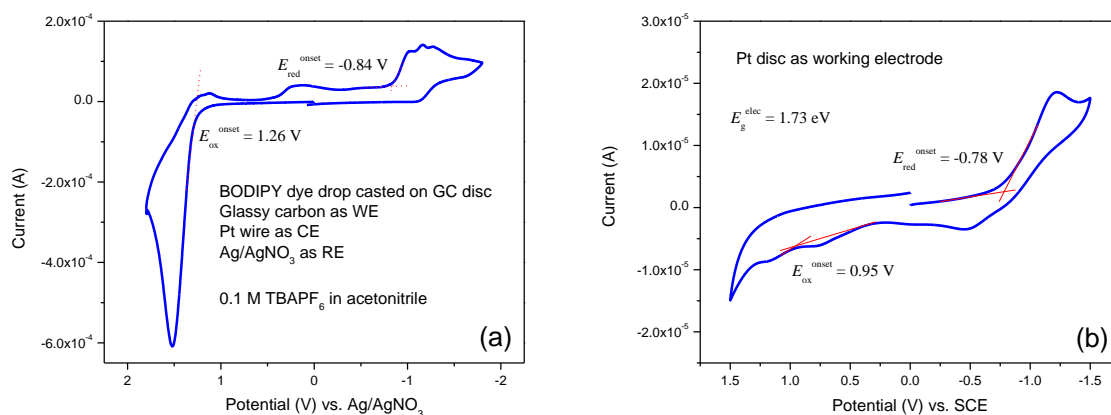 2.0x10⁻⁴
0.0
-2.0x10⁻⁴
-4.0x10⁻⁴
-6.0x10⁻⁴
Current (A)
E_red^onset = -0.84 V
E_ox^onset = 1.26 V
BODIPY dye drop casted on GC disc
Glassy carbon as WE
Pt wire as CE
Ag/AgNO₃ as RE
0.1 M TBAPF₆ in acetonitrile
(a)
2 1 0 -1 -2
Potential (V) vs. Ag/AgNO₃
3.0x10⁻⁵
2.0x10⁻⁵
1.0x10⁻⁵
0.0
-1.0x10⁻⁵
-2.0x10⁻⁵
Current (A)
Pt disc as working electrode
E_g^elec = 1.73 eV
E_red^onset = -0.78 V
E_ox^onset = 0.95 V
(b)
1.5 1.0 0.5 0.0 -0.5 -1.0 -1.5
Potential (V) vs. SCE